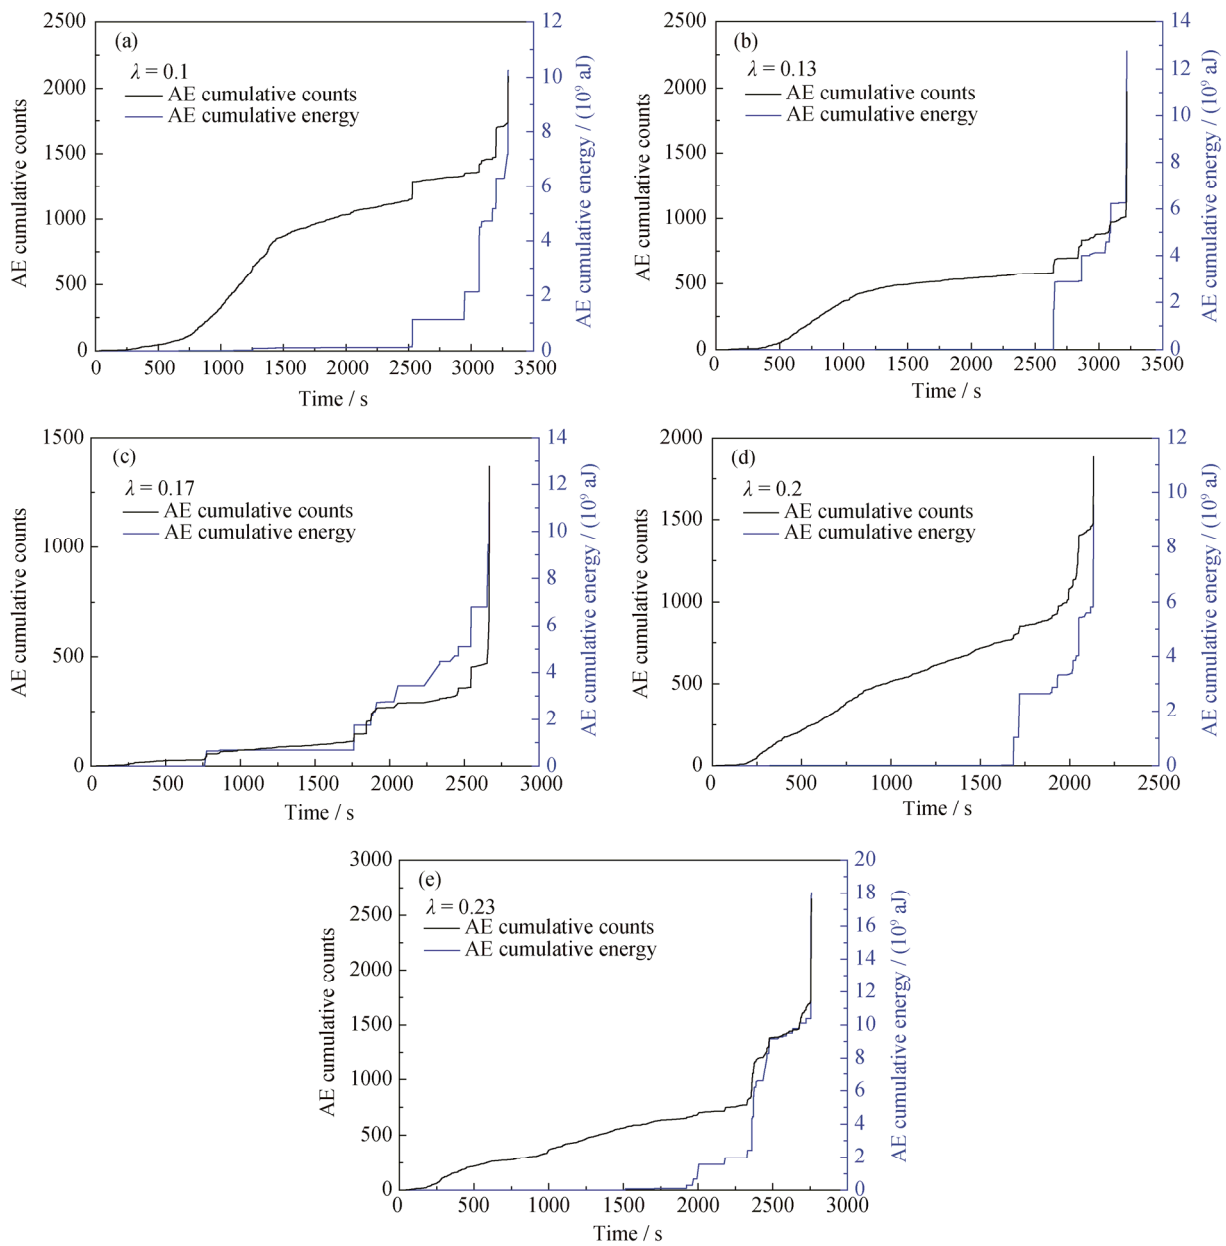 (a)
λ = 0.1
AE cumulative counts
AE cumulative energy
2500
2000
1500
1000
500
0
AE cumulative counts
12
10
8
6
4
2
0
AE cumulative energy / (10⁹ aJ)
0 500 1000 1500 2000 2500 3000 3500
Time / s
(b)
λ = 0.13
AE cumulative counts
AE cumulative energy
2500
2000
1500
1000
500
0
AE cumulative counts
14
12
10
8
6
4
2
0
AE cumulative energy / (10⁹ aJ)
0 500 1000 1500 2000 2500 3000 3500
Time / s
(c)
λ = 0.17
AE cumulative counts
AE cumulative energy
1500
1000
500
0
AE cumulative counts
14
12
10
8
6
4
2
0
AE cumulative energy / (10⁹ aJ)
0 500 1000 1500 2000 2500 3000
Time / s
(d)
λ = 0.2
AE cumulative counts
AE cumulative energy
2000
1500
1000
500
0
AE cumulative counts
12
10
8
6
4
2
0
AE cumulative energy / (10⁹ aJ)
0 500 1000 1500 2000 2500
Time / s
(e)
λ = 0.23
AE cumulative counts
AE cumulative energy
3000
2500
2000
1500
1000
500
0
AE cumulative counts
20
18
16
14
12
10
8
6
4
2
0
AE cumulative energy / (10⁹ aJ)
0 500 1000 1500 2000 2500 3000
Time / s